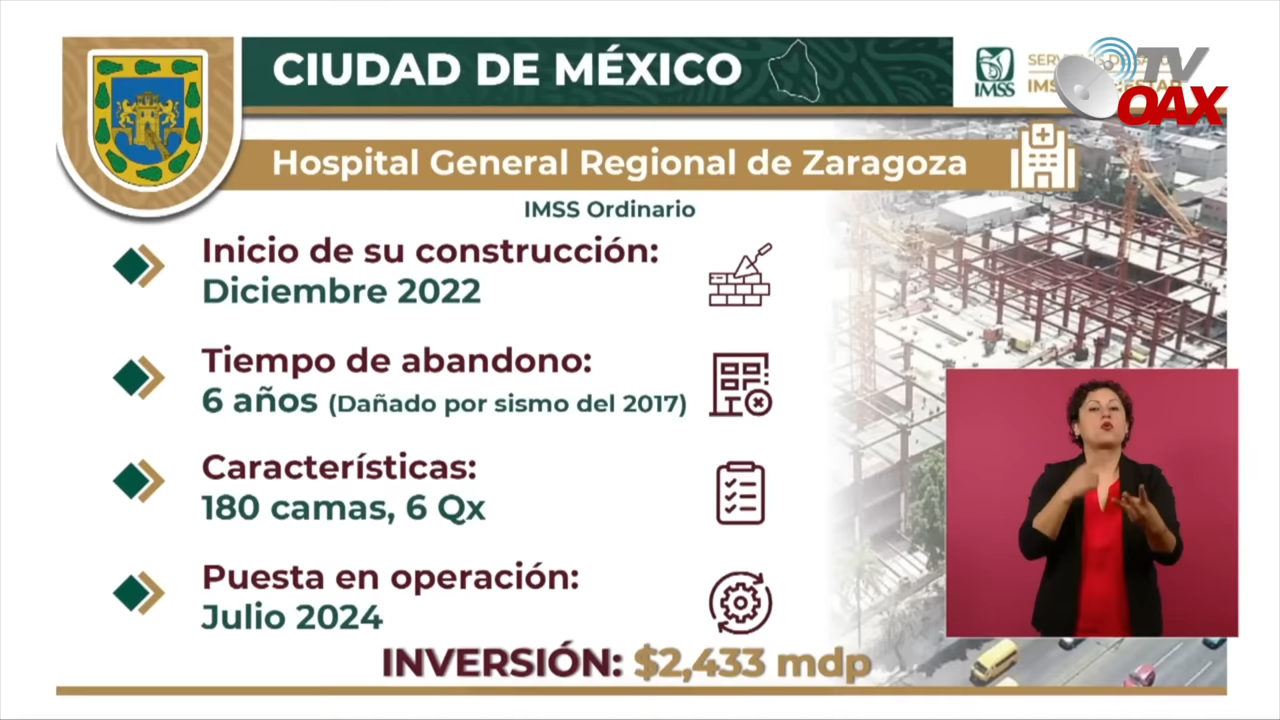 CIUDAD DE MÉXICO
IMSS
TV
OAX
Hospital General Regional de Zaragoza
IMSS Ordinario
Inicio de su construcción:
Diciembre 2022
Tiempo de abandono:
6 años (Dañado por sismo del 2017)
Características:
180 camas, 6 Qx
Puesta en operación:
Julio 2024
INVERSIÓN: $2,433 mdp